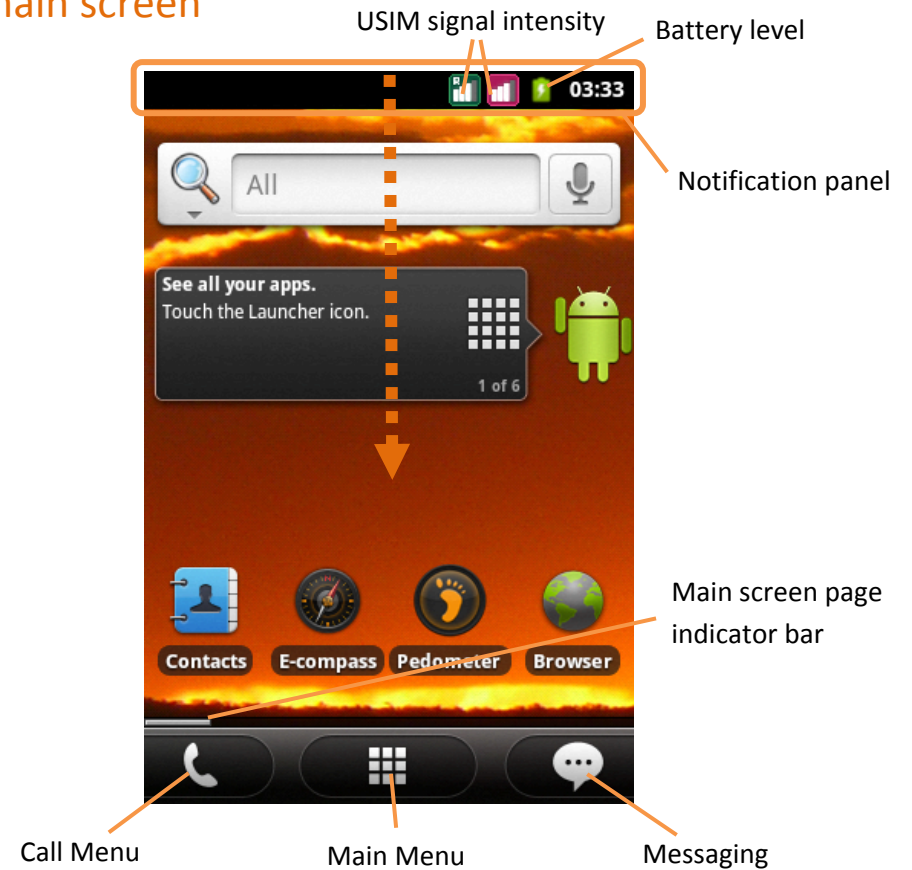 main screen
USIM signal intensity
Battery level
R
03:33
Notification panel
All
See all your apps.
Touch the Launcher icon.
1 of 6
Main screen page
indicator bar
Contacts
E-compass
Pedometer
Browser
Call Menu
Main Menu
Messaging